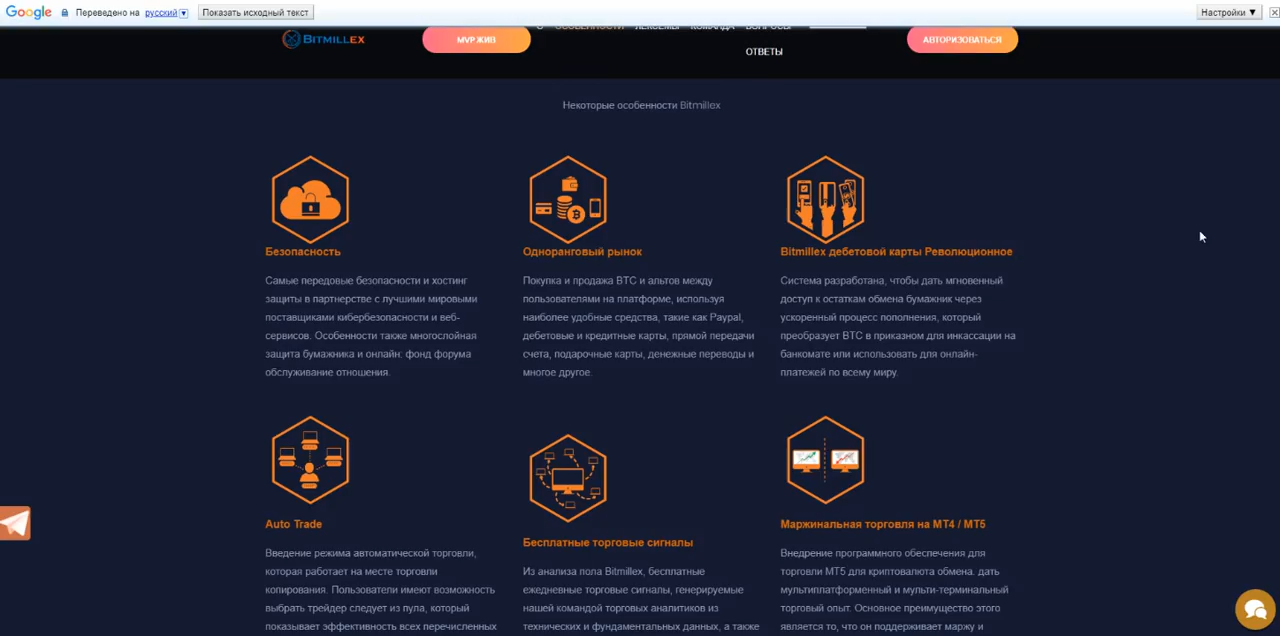 Google Переведено на русский Показать исходный текст Настройки ▼
BITMILLEX МVР ЖИВ ОСОБЕННОСТИ ЛЕКСЕМЫ КОМАНДА ВОПРОСЫ АВТОРИЗОВАТЬСЯ
ОТВЕТЫ
Некоторые особенности Bitmillex
Безопасность
Самые передовые безопасности и хостинг
защиты в партнерстве с лучшими мировыми
поставщиками кибербезопасности и веб-
сервисов. Особенности также многослойная
защита бумажника и онлайн: фонд форума
обслуживание отношения.
Одноранговый рынок
Покупка и продажа BTC и альтов между
пользователями на платформе, используя
наиболее удобные средства, такие как Paypal,
дебетовые и кредитные карты, прямой передачи
счета, подарочные карты, денежные переводы и
многое другое.
Bitmillex дебетовой карты Революционное
Система разработана, чтобы дать мгновенный
доступ к остаткам обмена бумажник через
ускоренный процесс пополнения, который
преобразует BTC в приказном для инкассации на
банкомате или использовать для онлайн-
платежей по всему миру.
Auto Trade
Введение режима автоматической торговли,
которая работает на месте торговли
копирования. Пользователи имеют возможность
выбрать трейдер следует из пула, который
показывает эффективность всех перечисленных
Бесплатные торговые сигналы
Из анализа пола Bitmillex, бесплатные
ежедневные торговые сигналы, генерируемые
нашей командой торговых аналитиков из
технических и фундаментальных данных, а также
Маржинальная торговля на MT4 / MT5
Внедрение программного обеспечения для
торговли MT5 для криптовалюта обмена. дать
мультиплатформенный и мульти-терминальный
торговый опыт. Основное преимущество этого
является то, что он поддерживает маржу и